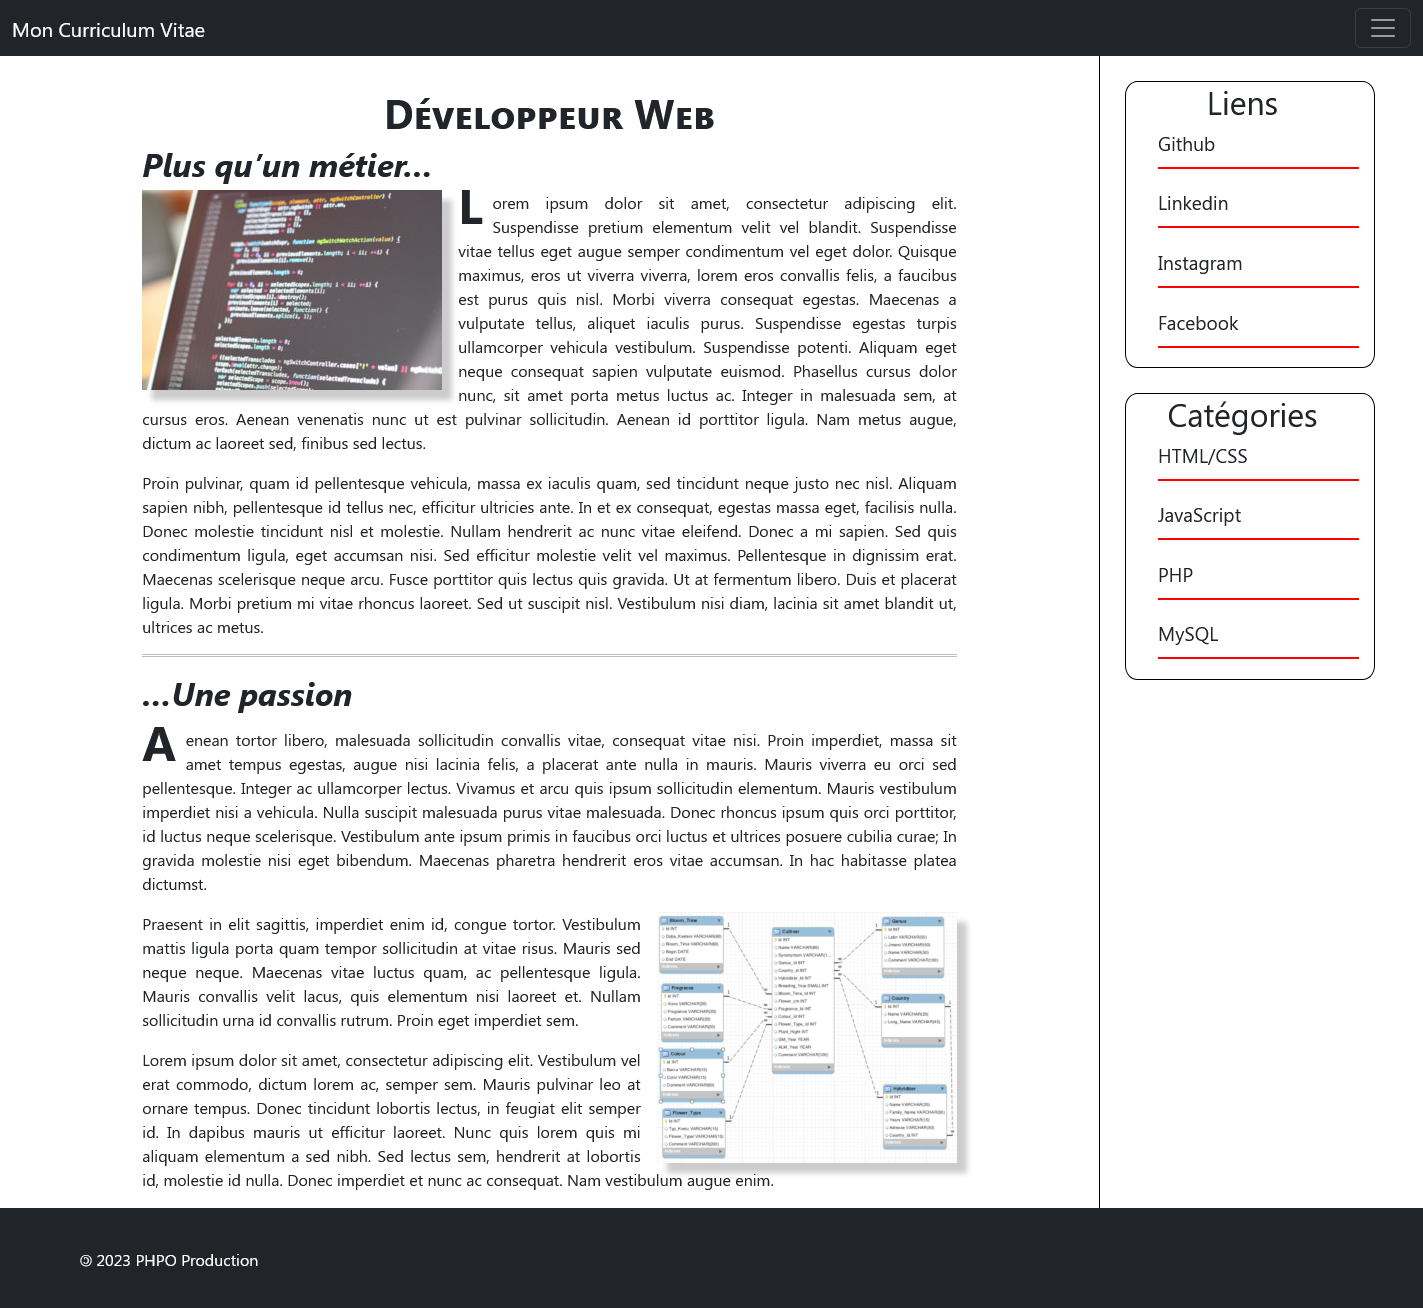 Mon Curriculum Vitae
Développeur Web
Plus qu'un métier...
Lorem ipsum dolor sit amet, consectetur adipiscing elit.
Suspendisse pretium elementum velit vel blandit. Suspendisse
vitae tellus eget augue semper condimentum vel eget dolor. Quisque
maximus, eros ut viverra viverra, lorem eros convallis felis, a faucibus
est purus quis nisl. Morbi viverra consequat egestas. Maecenas a
vulputate tellus, aliquet iaculis purus. Suspendisse egestas turpis
ullamcorper vehicula vestibulum. Suspendisse potenti. Aliquam eget
neque consequat sapien vulputate euismod. Phasellus cursus dolor
nunc, sit amet porta metus luctus ac. Integer in malesuada sem, at
cursus eros. Aenean venenatis nunc ut est pulvinar sollicitudin. Aenean id porttitor ligula. Nam metus augue,
dictum ac laoreet sed, finibus sed lectus.
Proin pulvinar, quam id pellentesque vehicula, massa ex iaculis quam, sed tincidunt neque justo nec nisl. Aliquam
sapien nibh, pellentesque id tellus nec, efficitur ultricies ante. In et ex consequat, egestas massa eget, facilisis nulla.
Donec molestie tincidunt nisl et molestie. Nullam hendrerit ac nunc vitae eleifend. Donec a mi sapien. Sed quis
condimentum ligula, eget accumsan nisi. Sed efficitur molestie velit vel maximus. Pellentesque in dignissim erat.
Maecenas scelerisque neque arcu. Fusce porttitor quis lectus quis gravida. Ut at fermentum libero. Duis et placerat
ligula. Morbi pretium mi vitae rhoncus laoreet. Sed ut suscipit nisl. Vestibulum nisi diam, lacinia sit amet blandit ut,
ultrices ac metus.
...Une passion
Aenean tortor libero, malesuada sollicitudin convallis vitae, consequat vitae nisi. Proin imperdiet, massa sit
amet tempus egestas, augue nisi lacinia felis, a placerat ante nulla in mauris. Mauris viverra eu orci sed
pellentesque. Integer ac ullamcorper lectus. Vivamus et arcu quis ipsum sollicitudin elementum. Mauris vestibulum
imperdiet nisi a vehicula. Nulla suscipit malesuada purus vitae malesuada. Donec rhoncus ipsum quis orci porttitor,
id luctus neque scelerisque. Vestibulum ante ipsum primis in faucibus orci luctus et ultrices posuere cubilia curae; In
gravida molestie nisi eget bibendum. Maecenas pharetra hendrerit eros vitae accumsan. In hac habitasse platea
dictumst.
Praesent in elit sagittis, imperdiet enim id, congue tortor. Vestibulum
mattis ligula porta quam tempor sollicitudin at vitae risus. Mauris sed
neque neque. Maecenas vitae luctus quam, ac pellentesque ligula.
Mauris convallis velit lacus, quis elementum nisi laoreet et. Nullam
sollicitudin urna id convallis rutrum. Proin eget imperdiet sem.
Lorem ipsum dolor sit amet, consectetur adipiscing elit. Vestibulum vel
erat commodo, dictum lorem ac, semper sem. Mauris pulvinar leo at
ornare tempus. Donec tincidunt lobortis lectus, in feugiat elit semper
id. In dapibus mauris ut efficitur laoreet. Nunc quis lorem quis mi
aliquam elementum a sed nibh. Sed lectus sem, hendrerit at lobortis
id, molestie id nulla. Donec imperdiet et nunc ac consequat. Nam vestibulum augue enim.
Bloom_Time
Fragrance
Colour
Flower_Type
Cultivar
Genus
Country
Hybridiser
Liens
Github
Linkedin
Instagram
Facebook
Catégories
HTML/CSS
JavaScript
PHP
MySQL
2023 PHPO Production